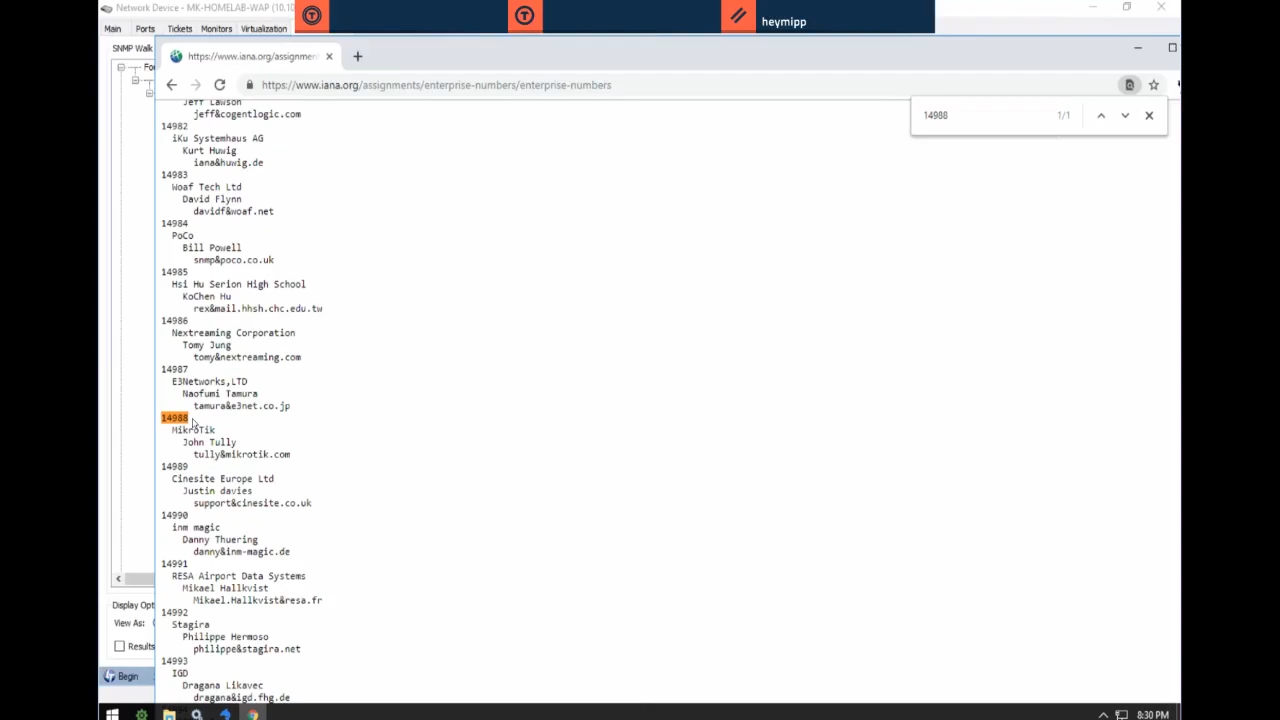 Network Device - MK-HOMELAB-WAP (10.10
heymipp
Main Ports Tickets Monitors Virtualization
SNMP Walk
https://www.iana.org/assignmen
https://www.iana.org/assignments/enterprise-numbers/enterprise-numbers
14988 1/1
Jeff Lawson
jeff&cogentlogic.com
14982
iKu Systemhaus AG
Kurt Huwig
iana&huwig.de
14983
Woaf Tech Ltd
David Flynn
davidf&woaf.net
14984
PoCo
Bill Powell
snmp&poco.co.uk
14985
Hsi Hu Serion High School
KoChen Hu
rex&mail.hhsh.chc.edu.tw
14986
Nextreaming Corporation
Tomy Jung
tomy&nextreaming.com
14987
E3Networks,LTD
Naofumi Tamura
tamura&e3net.co.jp
14988
MikroTik
John Tully
tully&mikrotik.com
14989
Cinesite Europe Ltd
Justin davies
support&cinesite.co.uk
14990
inm magic
Danny Thuering
danny&inm-magic.de
14991
RESA Airport Data Systems
Mikael Hallkvist
Mikael.Hallkvist&resa.fr
14992
Stagira
Philippe Hermoso
philippe&stagira.net
14993
IGD
Dragana Likavec
dragana&igd.fhg.de
Fo
Display Opt
View As:
Results
Begin
8:30 PM